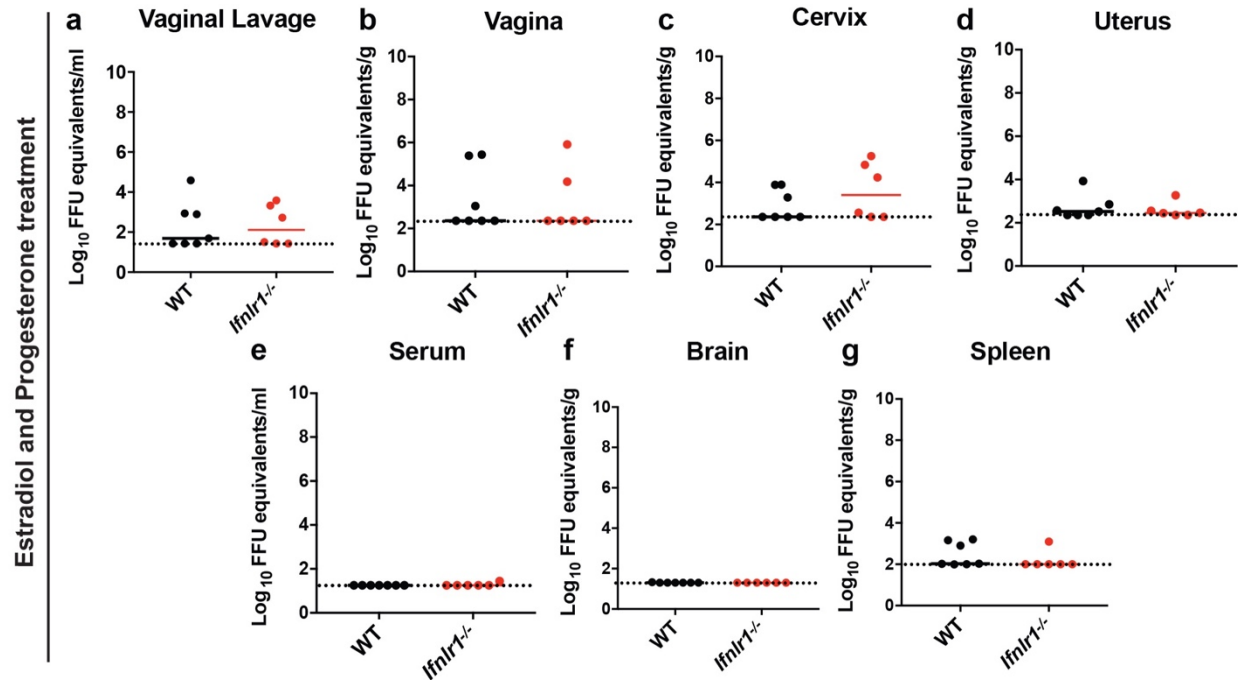 Estradiol and Progesterone treatment
a
Vaginal Lavage
Log10 FFU equivalents/ml
10
8
6
4
2
0
WT
Ifnlr1-/-
b
Vagina
Log10 FFU equivalents/g
10
8
6
4
2
0
WT
Ifnlr1-/-
c
Cervix
Log10 FFU equivalents/g
10
8
6
4
2
0
WT
Ifnlr1-/-
d
Uterus
Log10 FFU equivalents/g
10
8
6
4
2
0
WT
Ifnlr1-/-
e
Serum
Log10 FFU equivalents/ml
10
8
6
4
2
0
WT
Ifnlr1-/-
f
Brain
Log10 FFU equivalents/g
10
8
6
4
2
0
WT
Ifnlr1-/-
g
Spleen
Log10 FFU equivalents/g
10
8
6
4
2
0
WT
Ifnlr1-/-